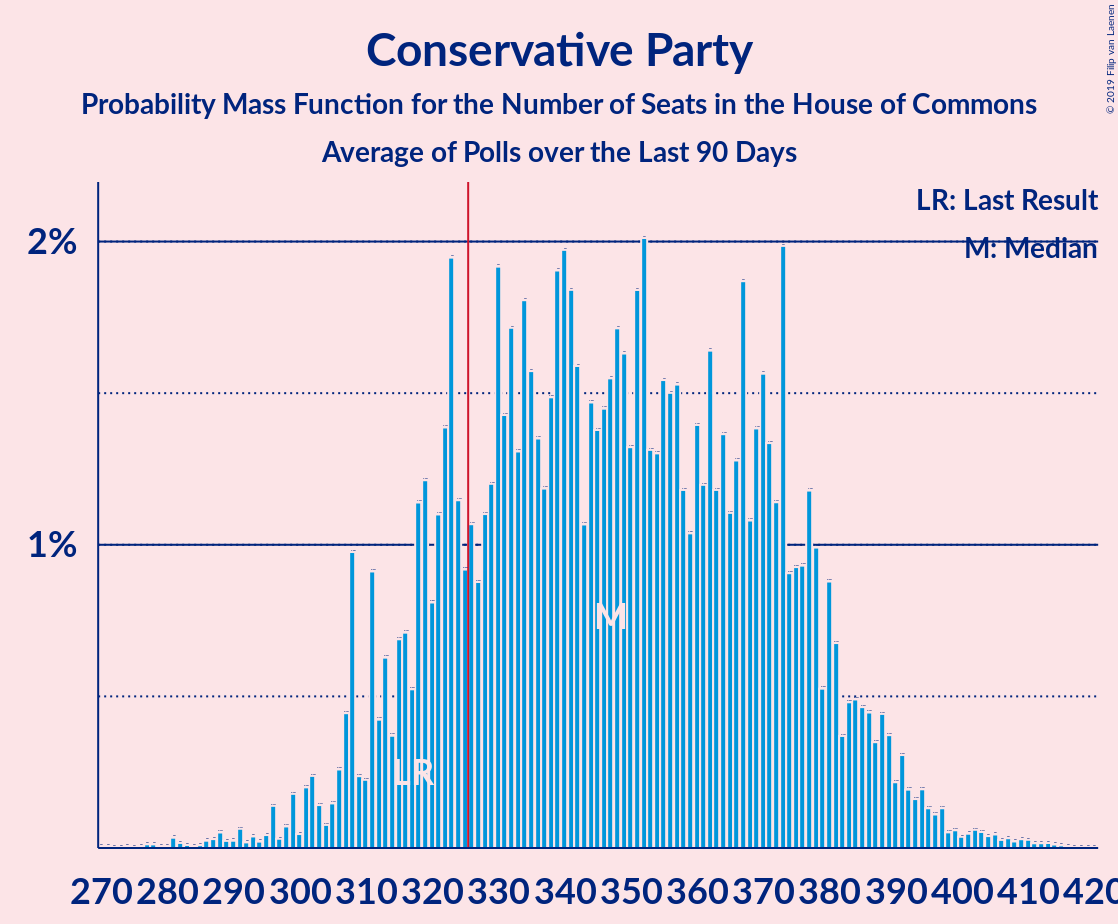 Conservative Party
Probability Mass Function for the Number of Seats in the House of Commons
Average of Polls over the Last 90 Days
© 2019 Filip van Laenen
LR: Last Result
M: Median
2%
1%
M
LR
270 280 290 300 310 320 330 340 350 360 370 380 390 400 410 420